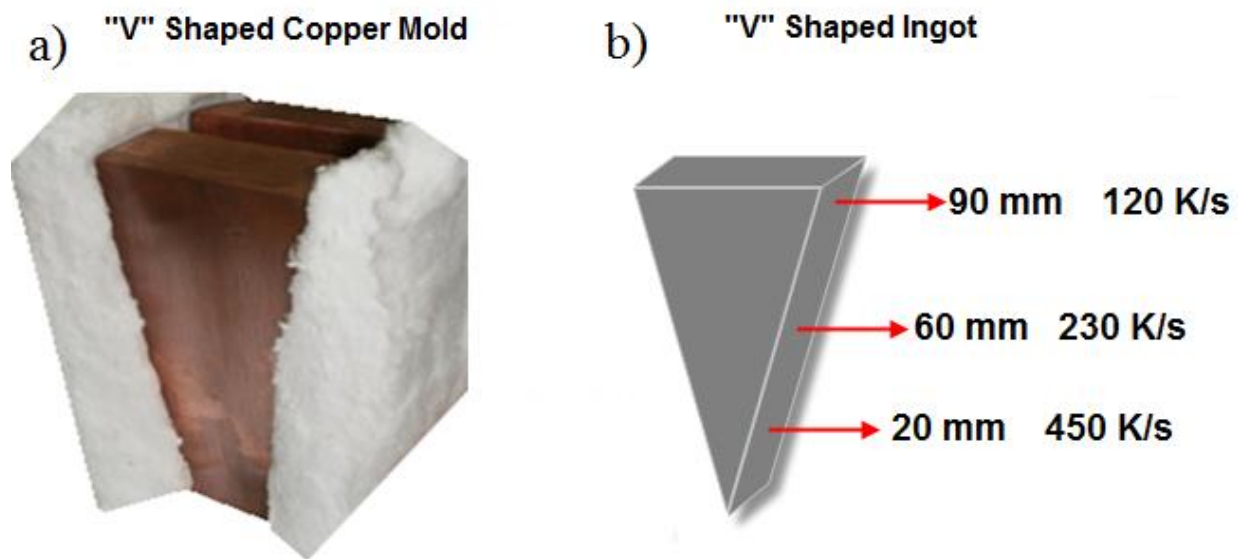 a) "V" Shaped Copper Mold
b) "V" Shaped Ingot
90 mm 120 K/s
60 mm 230 K/s
20 mm 450 K/s